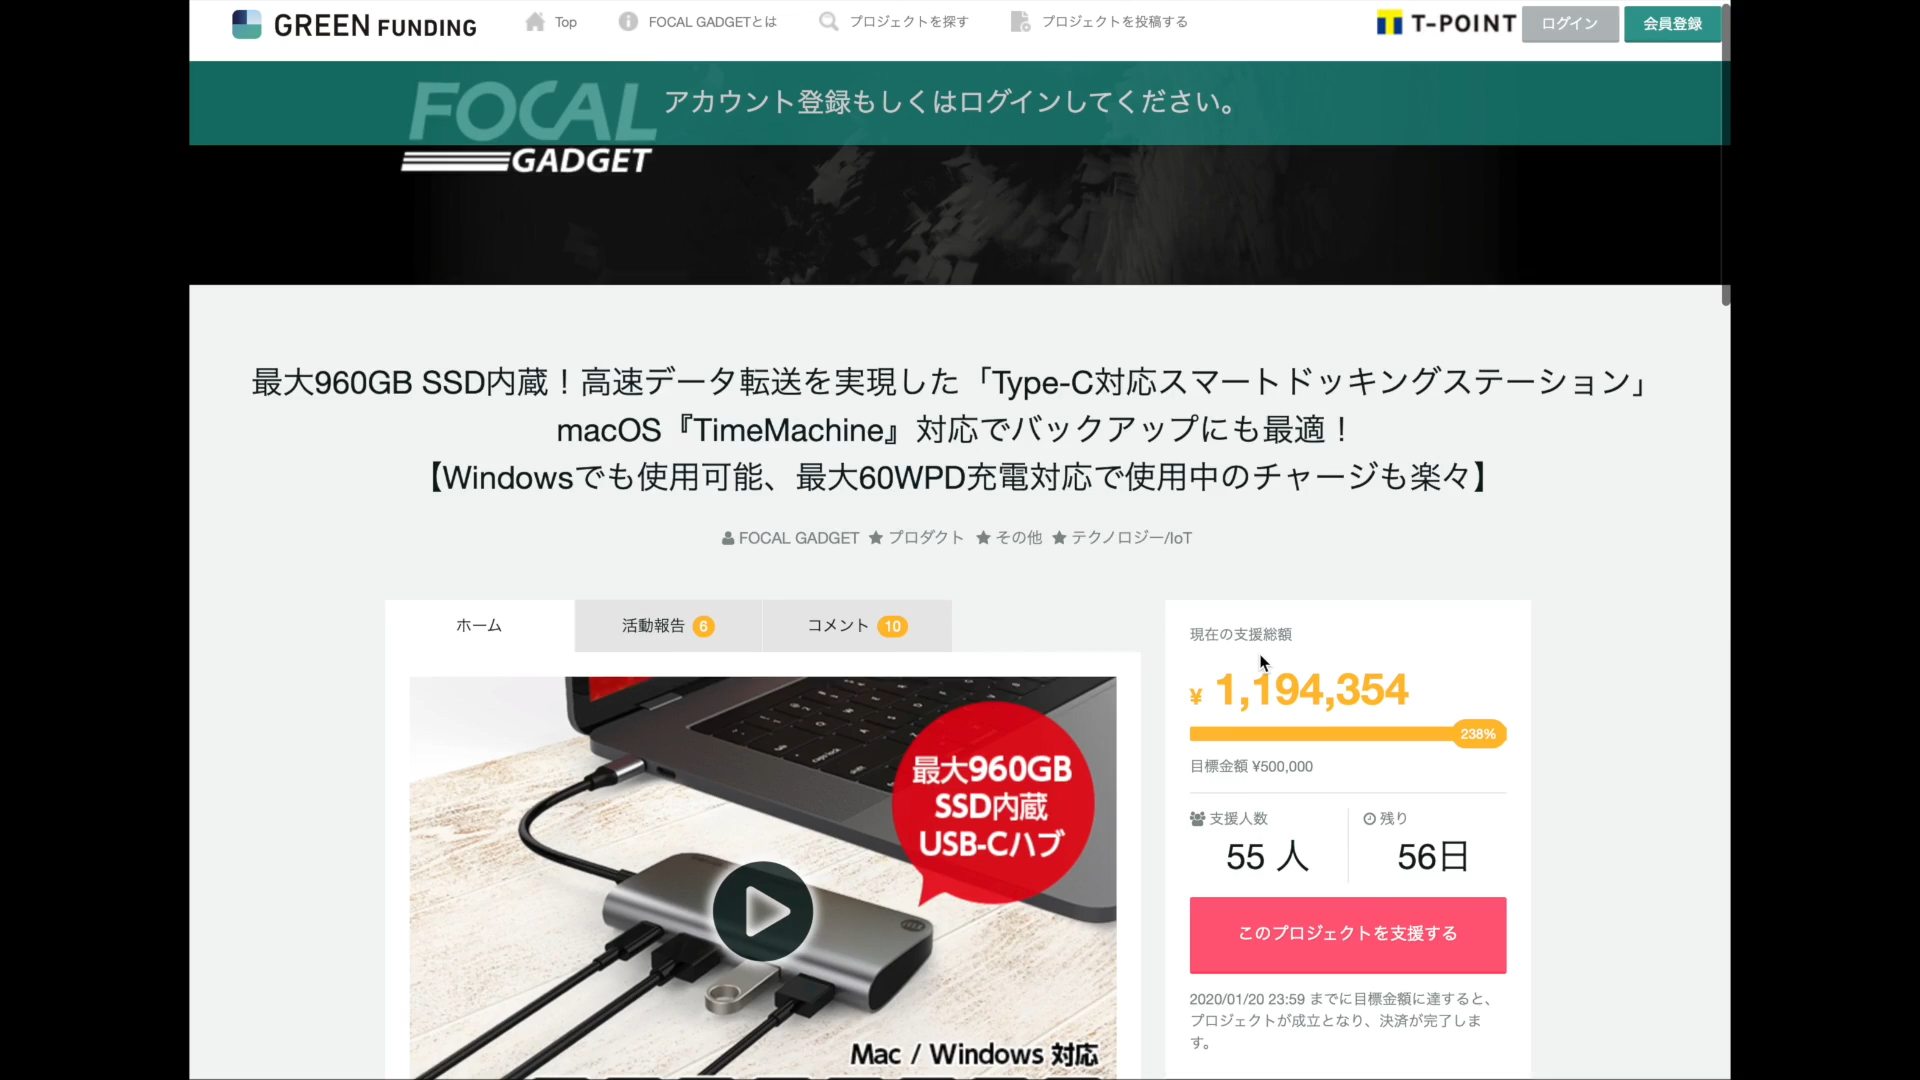 GREEN FUNDING
Top
FOCAL GADGETとは
プロジェクトを探す
プロジェクトを投稿する
T-POINT
ログイン
会員登録
FOCAL
GADGET
アカウント登録もしくはログインしてください。
最大960GB SSD内蔵！高速データ転送を実現した「Type-C対応スマートドッキングステーション」
macOS『TimeMachine』対応でバックアップにも最適！
【Windowsでも使用可能、最大60WPD充電対応で使用中のチャージも楽々】
FOCAL GADGET ★ プロダクト ★ その他 ★ テクノロジー/IoT
ホーム
活動報告 6
コメント 10
最大960GB
SSD内蔵
USB-Cハブ
Mac / Windows 対応
現在の支援総額
¥ 1,194,354
238%
目標金額 ¥500,000
支援人数
55 人
残り
56日
このプロジェクトを支援する
2020/01/20 23:59 までに目標金額に達すると、
プロジェクトが成立となり、決済が完了しま
す。